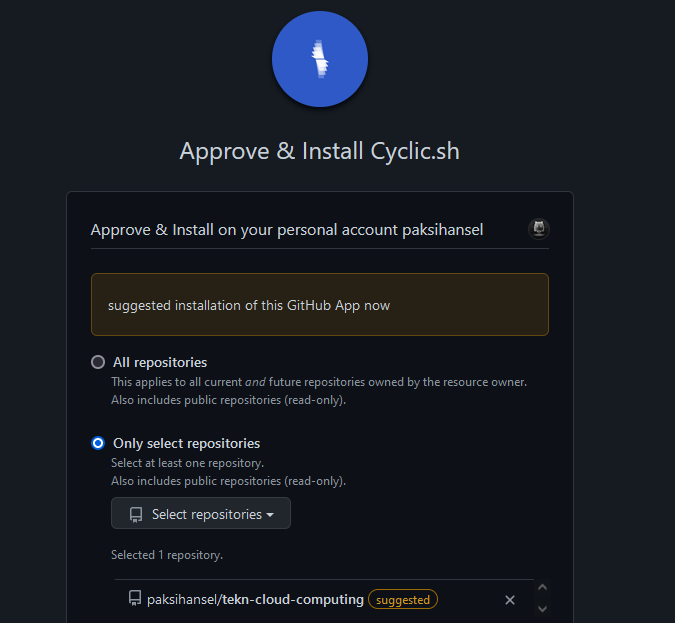 Approve & Install Cyclic.sh
Approve & Install on your personal account paksihansel
suggested installation of this GitHub App now
All repositories
This applies to all current and future repositories owned by the resource owner.
Also includes public repositories (read-only).
Only select repositories
Select at least one repository.
Also includes public repositories (read-only).
Select repositories
Selected 1 repository.
paksihansel/tekn-cloud-computing suggested